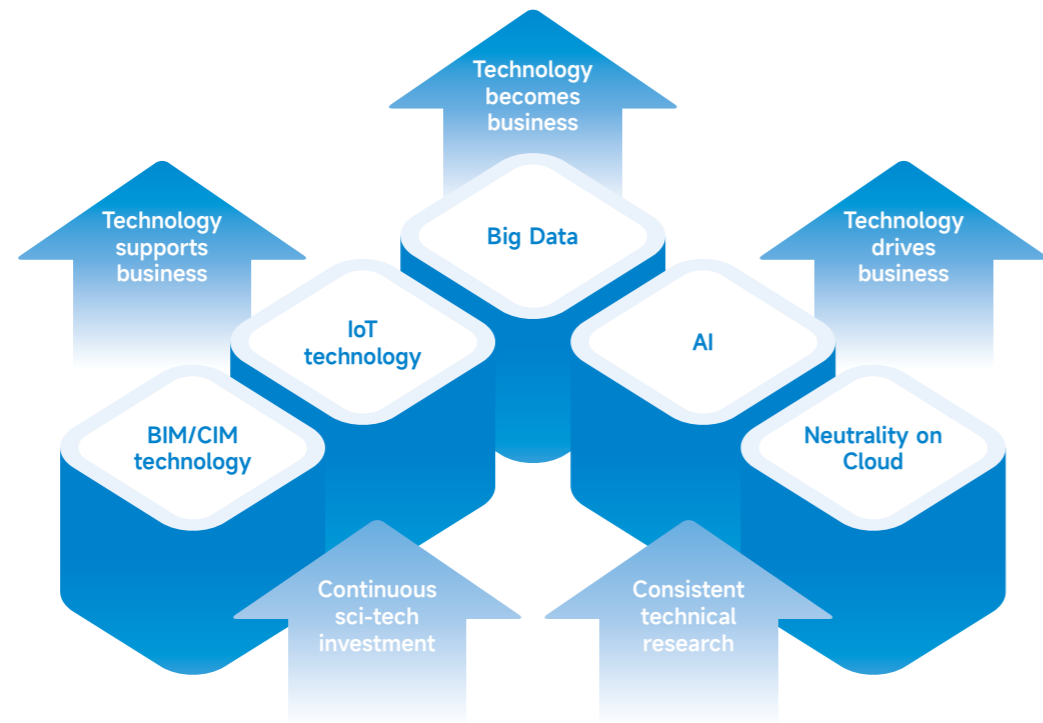 Technology
becomes
business
Technology
supports
business
Technology
drives
business
Big Data
IoT
technology
AI
BIM/CIM
technology
Neutrality on
Cloud
Continuous
sci-tech
investment
Consistent
technical
research